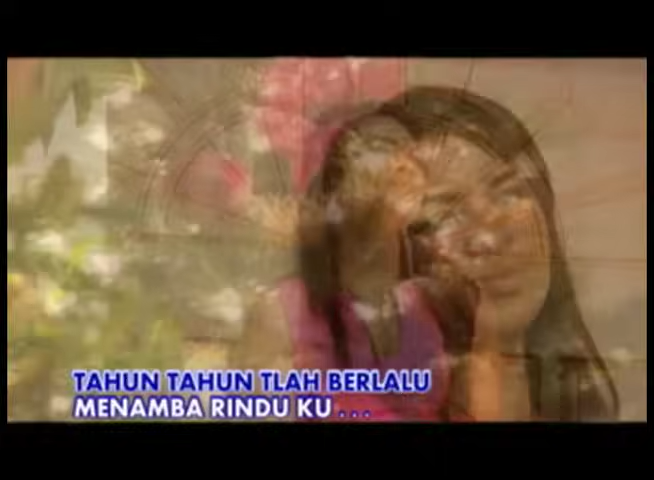 TAHUN TAHUN TLAH BERLALU
MENAMBA RINDU KU . . .